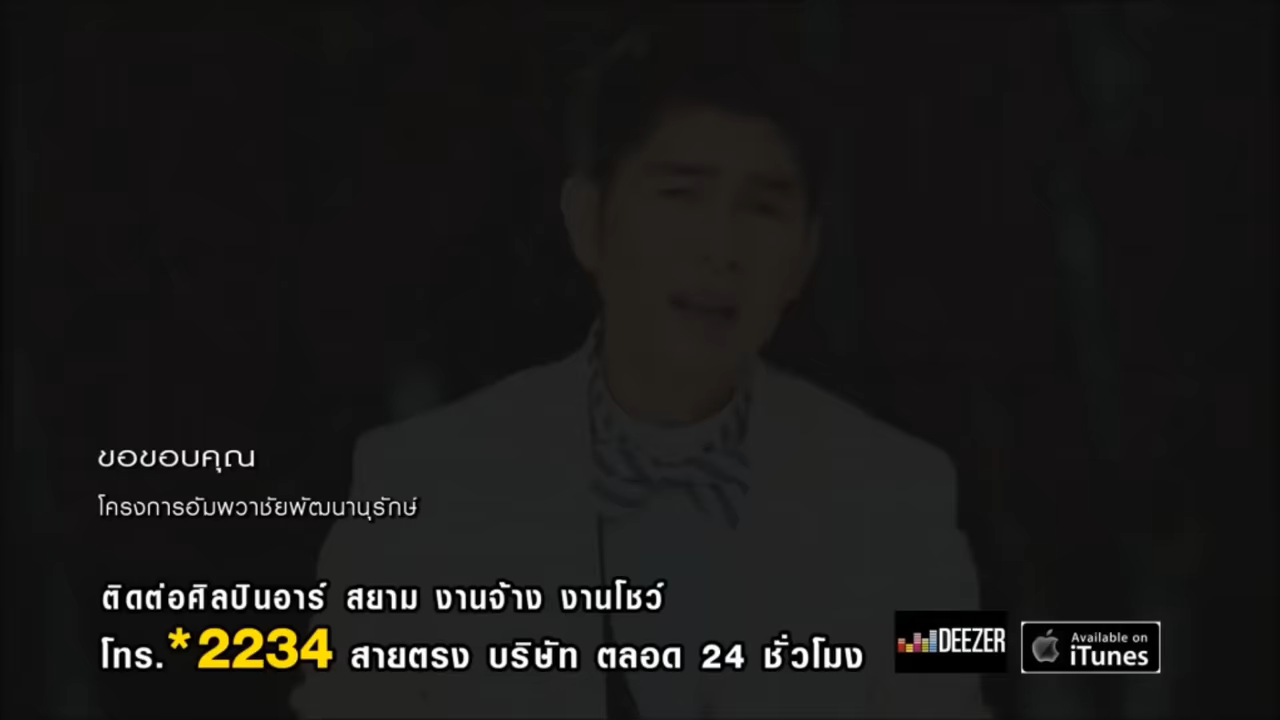 ขอขอบคุณ
โครงการอัมพวาชัยพัฒนานุรักษ์
ติดต่อศิลปินอาร์ สยาม งานจ้าง งานโชว์
โทร.*2234 สายตรง บริษัท ตลอด 24 ชั่วโมง
DEEZER
Available on
iTunes